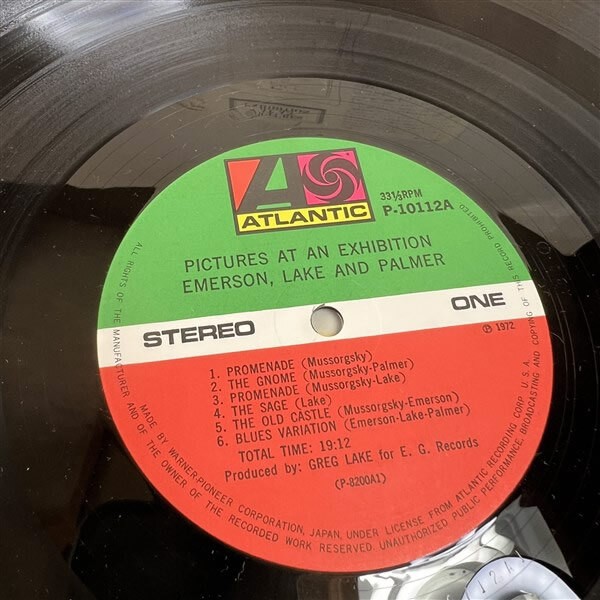 ATLANTIC
33⅓RPM
P-10112A
PICTURES AT AN EXHIBITION
EMERSON, LAKE AND PALMER
STEREO
ONE
℗ 1972
1. PROMENADE (Mussorgsky)
2. THE GNOME (Mussorgsky-Palmer)
3. PROMENADE (Mussorgsky-Lake)
4. THE SAGE (Lake)
5. THE OLD CASTLE (Mussorgsky-Emerson)
6. BLUES VARIATION (Emerson-Lake-Palmer)
TOTAL TIME: 19:12
Produced by: GREG LAKE for E. G. Records
(P-8200A1)
MADE BY WARNER-PIONEER CORPORATION, JAPAN, UNDER LICENSE FROM ATLANTIC RECORDING CORP. U.S.A.
ALL RIGHTS OF THE MANUFACTURER AND OF THE OWNER OF THE RECORDED WORK RESERVED. UNAUTHORIZED PUBLIC PERFORMANCE, BROADCASTING AND COPYING OF THIS RECORD PROHIBITED